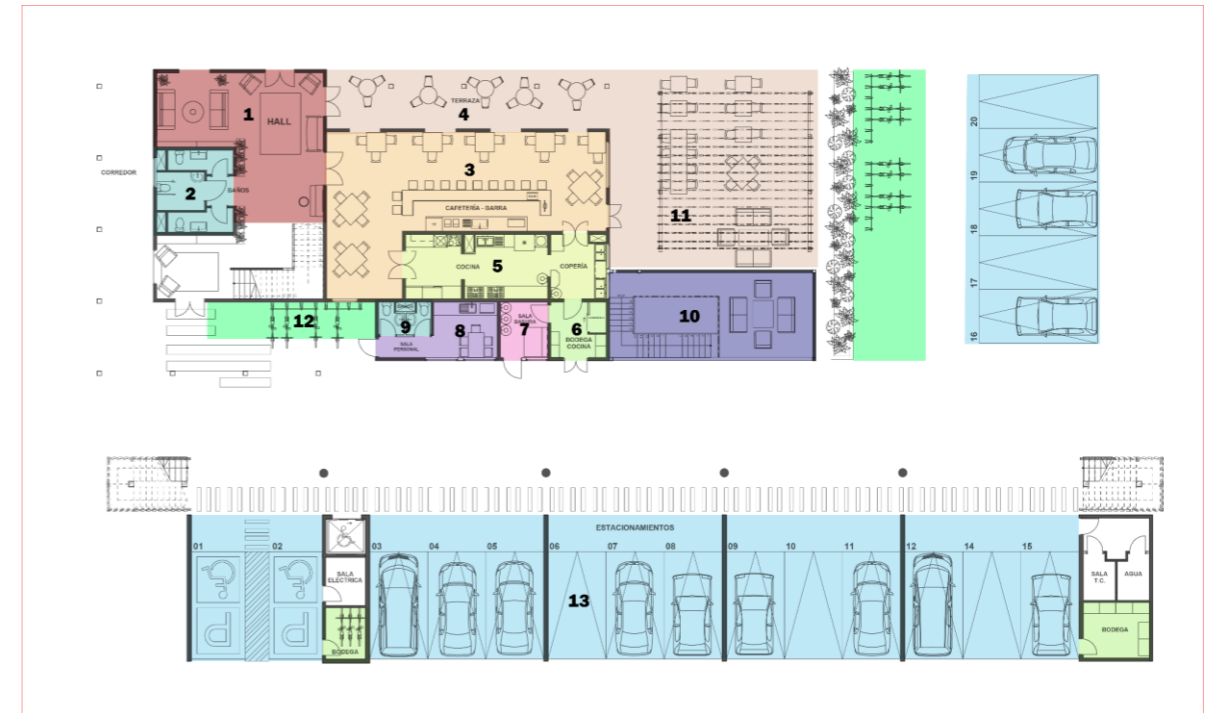 1
HALL
TERRAZA
4
CORREDOR
2
BAÑOS
3
CAFETERÍA - BARRA
11
COCINA
5
COPERÍA
12
9
8
SALA
PERSONAL
7
SALA
BASURA
6
BODEGA
COCINA
10
20
19
18
17
16
ESTACIONAMIENTOS
01
02
03
04
05
06
07
08
09
10
11
12
14
15
SALA
ELECTRICA
BODEGA
13
SALA
T.C.
AGUA
BODEGA